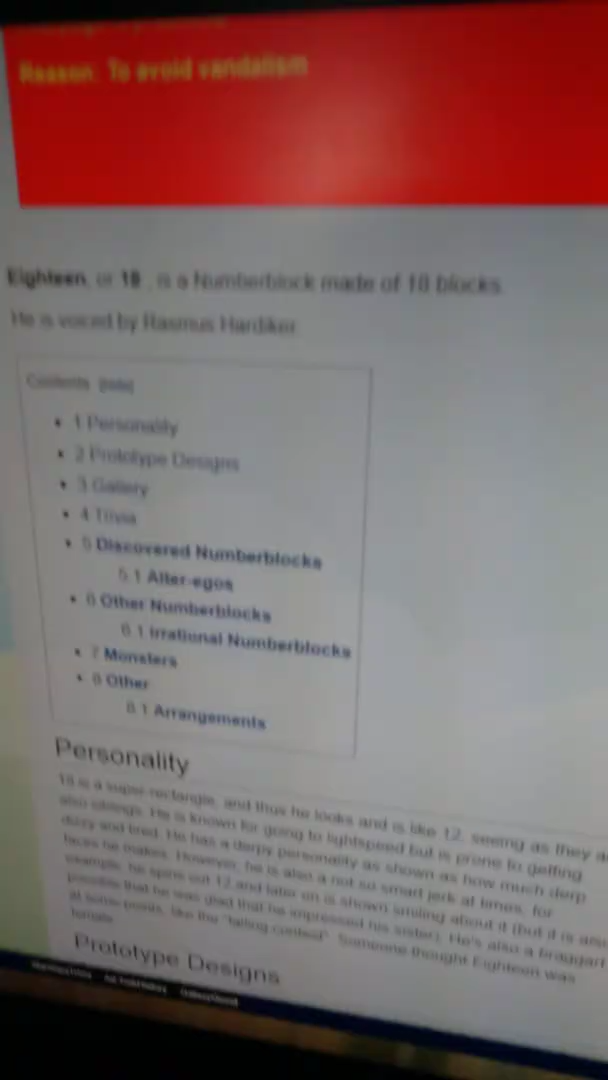 Reason: To avoid vandalism
Eighteen, or 18 , is a Numberblock made of 18 blocks.
He is voiced by Rasmus Hardiker.
Contents [hide]
• 1 Personality
• 2 Prototype Designs
• 3 Gallery
• 4 Trivia
• 5 Discovered Numberblocks
5.1 Alter-egos
• 6 Other Numberblocks
6.1 Irrational Numberblocks
• 7 Monsters
• 8 Other
8.1 Arrangements
Personality
18 is a super-rectangle, and thus he looks and is like 12, seeing as they
also siblings. He is known for going to lightspeed but is prone to getting
dizzy and tired. He has a derpy personality as shown as how much derp
faces he makes. However, he is also a not so smart jerk at times, for
example, he spins out 12 and later on is shown smiling about it (but it is also
possible that he was glad that he impressed his sister). He's also a braggart
at some points, like the "falling contest". Someone thought Eighteen was
female.
Prototype Designs